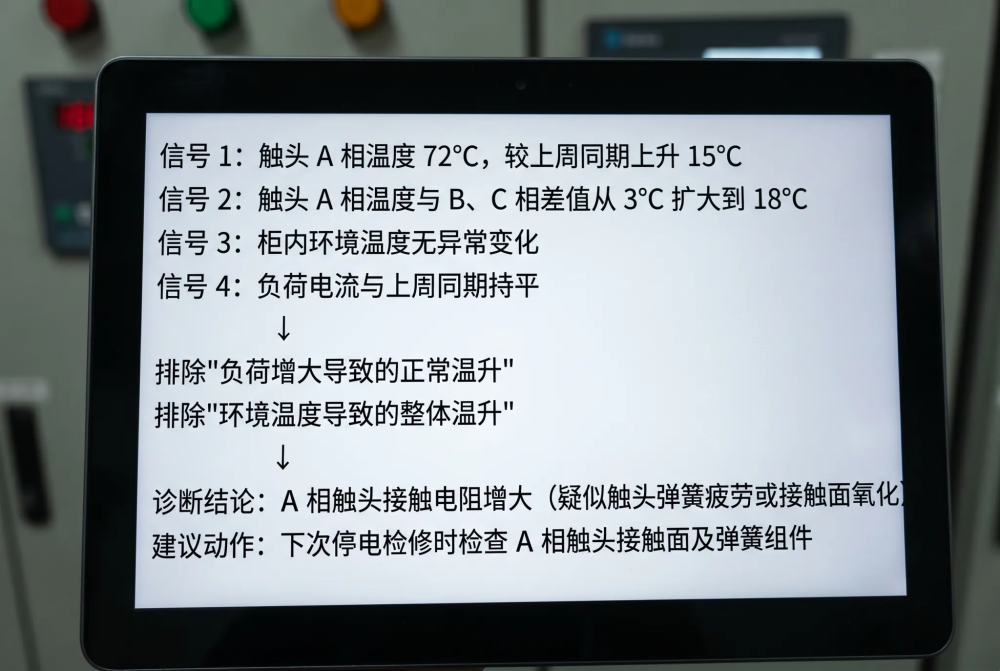 信号 1：触头 A 相温度 72℃，较上周同期上升 15℃
信号 2：触头 A 相温度与 B、C 相差值从 3℃ 扩大到 18℃
信号 3：柜内环境温度无异常变化
信号 4：负荷电流与上周同期持平
↓
排除"负荷增大导致的正常温升"
排除"环境温度导致的整体温升"
↓
诊断结论：A 相触头接触电阻增大（疑似触头弹簧疲劳或接触面氧化）
建议动作：下次停电检修时检查 A 相触头接触面及弹簧组件